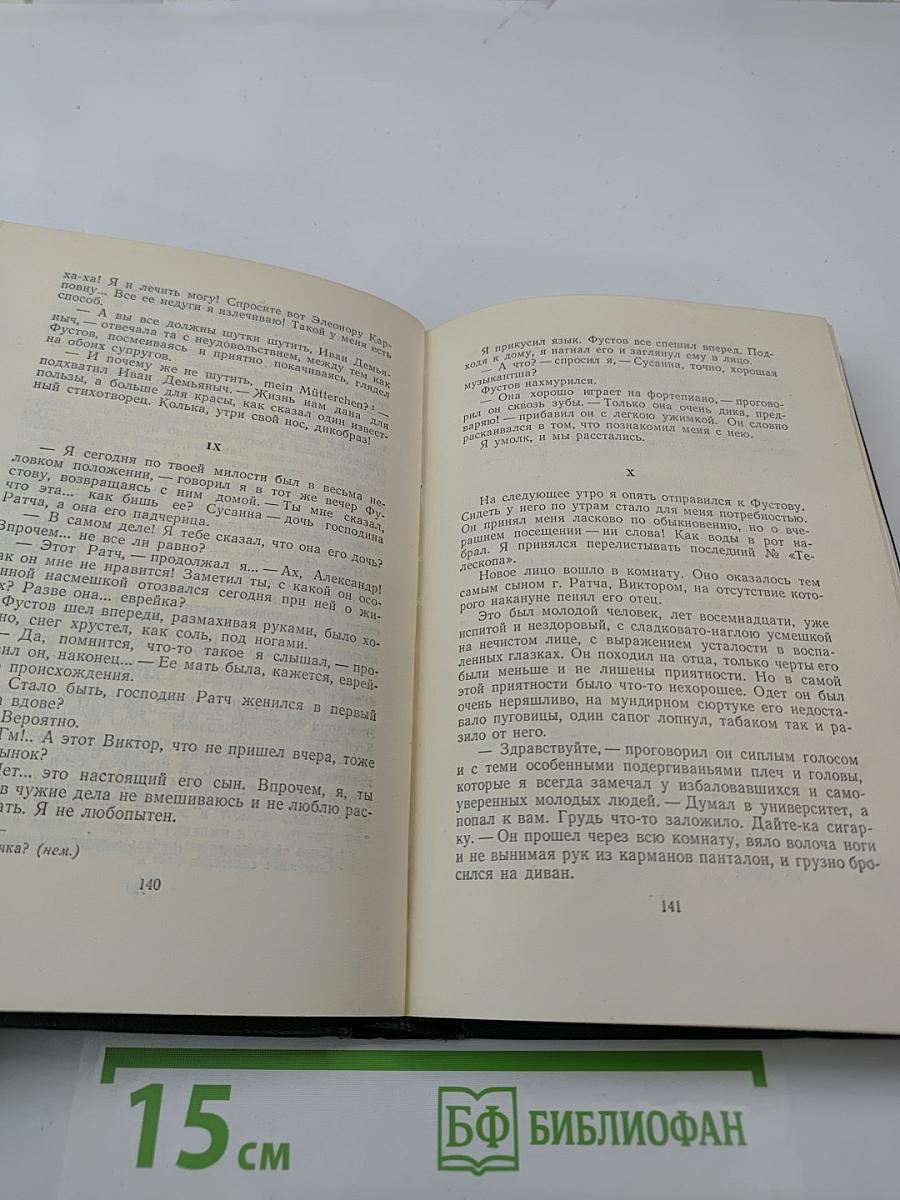 ха-ха! Я и лечить могу! Спросите вот Элеонору Кар-
повну... Все ее недуги я излечиваю! Такой у меня есть
способ.
— А вы все должны шутки шутить, Иван Демья-
ныч, — отвечала та с неудовольствием, между тем как
Фустов, посмеиваясь и приятно покачиваясь, глядел
на обоих супругов.
— И почему же не шутить, mein Mütterchen? ¹ —
подхватил Иван Демьяныч. — Жизнь нам дана для
пользы, а больше для красы, как сказал один извест-
ный стихотворец. Колька, утри свой нос, дикобраз!
IX
— Я сегодня по твоей милости был в весьма не-
ловком положении, — говорил я в тот же вечер Фу-
стову, возвращаясь с ним домой. — Ты мне сказал,
что эта... как бишь ее? Сусанна — дочь господина
Ратча, а она его падчерица.
— В самом деле! Я тебе сказал, что она его дочь?
Впрочем... не все ли равно?
— Этот Ратч, — продолжал я... — Ах, Александр!
ак он мне не нравится! Заметил ты, с какой он осо-
енной насмешкой отозвался сегодня при ней о жи-
х? Разве она... еврейка?
Фустов шел впереди, размахивая руками, было хо-
но, снег хрустел, как соль, под ногами.
— Да, помнится, что-то такое я слышал, — про-
вил он, наконец... — Ее мать была, кажется, еврей-
о происхождения.
Стало быть, господин Ратч женился в первый
а вдове?
Вероятно.
Гм!.. А этот Виктор, что не пришел вчера, тоже
ынок?
Нет... это настоящий его сын. Впрочем, я, ты
в чужие дела не вмешиваюсь и не люблю рас-
ать. Я не любопытен.
чка? (нем.)
140
Я прикусил язык. Фустов все спешил вперед. Под-
ходя к дому, я нагнал его и заглянул ему в лицо.
— А что? — спросил я, — Сусанна, точно, хорошая
музыкантша?
Фустов нахмурился.
— Она хорошо играет на фортепиано, — прогово-
рил он сквозь зубы. — Только она очень дика, пред-
варяю! — прибавил он с легкою ужимкой. Он словно
раскаивался в том, что познакомил меня с нею.
Я умолк, и мы расстались.
X
На следующее утро я опять отправился к Фустову.
Сидеть у него по утрам стало для меня потребностью.
Он принял меня ласково по обыкновению, но о вче-
рашнем посещении — ни слова! Как воды в рот на-
брал. Я принялся перелистывать последний № «Те-
лескопа».
Новое лицо вошло в комнату. Оно оказалось тем
самым сыном г. Ратча, Виктором, на отсутствие кото-
рого накануне пенял его отец.
Это был молодой человек, лет восемнадцати, уже
испитой и нездоровый, с сладковато-наглою усмешкой
на нечистом лице, с выражением усталости в воспа-
ленных глазках. Он походил на отца, только черты его
были меньше и не лишены приятности. Но в самой
этой приятности было что-то нехорошее. Одет он был
очень неряшливо, на мундирном сюртуке его недоста-
вало пуговицы, один сапог лопнул, табаком так и ра-
зило от него.
— Здравствуйте, — проговорил он сиплым голосом
и с теми особенными подергиваньями плеч и головы,
которые я всегда замечал у избаловавшихся и само-
уверенных молодых людей. — Думал в университет, а
попал к вам. Грудь что-то заложило. Дайте-ка сигар-
ку. — Он прошел через всю комнату, вяло волоча ноги
и не вынимая рук из карманов панталон, и грузно бро-
сился на диван.
141
15 см
БФ БИБЛИОФАН